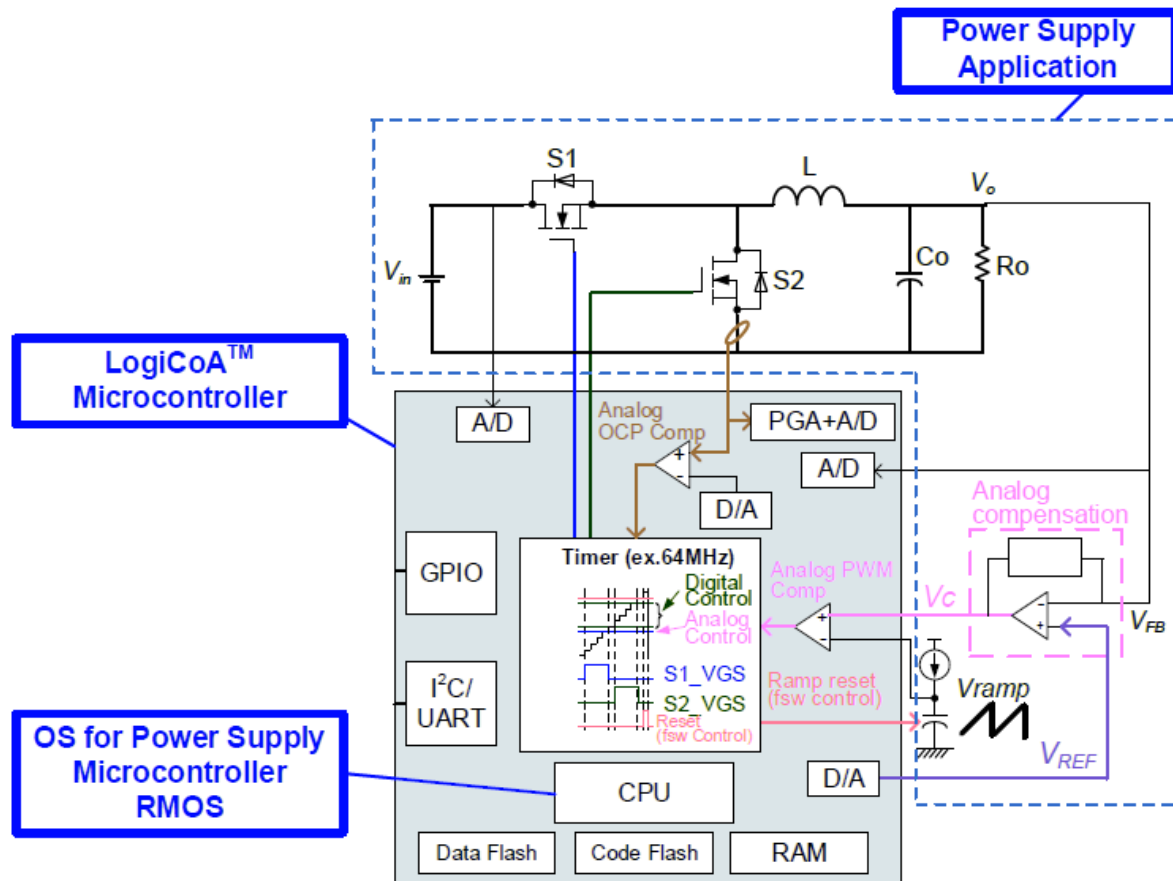 Power Supply
Application
S1
L
Vo
Vin
S2
Co
Ro
LogiCoA™
Microcontroller
A/D
Analog
OCP Comp
PGA+A/D
A/D
D/A
Analog
compensation
GPIO
Timer (ex.64MHz)
Digital
Control
Analog
Control
Analog PWM
Comp
Vc
VFB
S1_VGS
S2_VGS
Reset
(fsw Control)
Ramp reset
(fsw control)
Vramp
I²C/
UART
VREF
OS for Power Supply
Microcontroller
RMOS
CPU
D/A
Data Flash
Code Flash
RAM